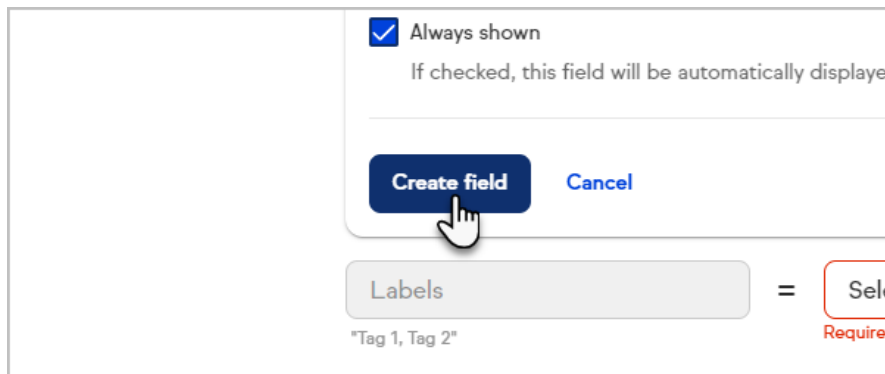 Always shown
If checked, this field will be automatically displaye
Create field Cancel
Labels = Sel
"Tag 1, Tag 2" Require